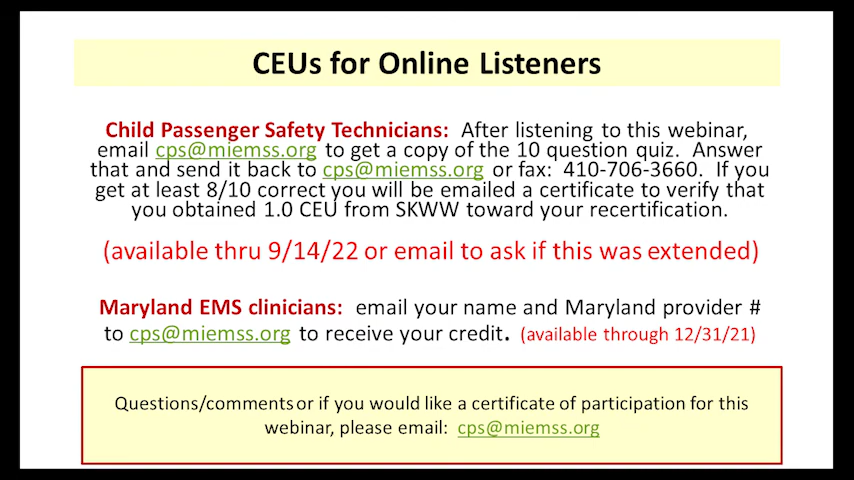 CEUs for Online Listeners
Child Passenger Safety Technicians: After listening to this webinar,
email cps@miemss.org to get a copy of the 10 question quiz. Answer
that and send it back to cps@miemss.org or fax: 410-706-3660. If you
get at least 8/10 correct you will be emailed a certificate to verify that
you obtained 1.0 CEU from SKWW toward your recertification.
(available thru 9/14/22 or email to ask if this was extended)
Maryland EMS clinicians: email your name and Maryland provider #
to cps@miemss.org to receive your credit. (available through 12/31/21)
Questions/comments or if you would like a certificate of participation for this
webinar, please email: cps@miemss.org